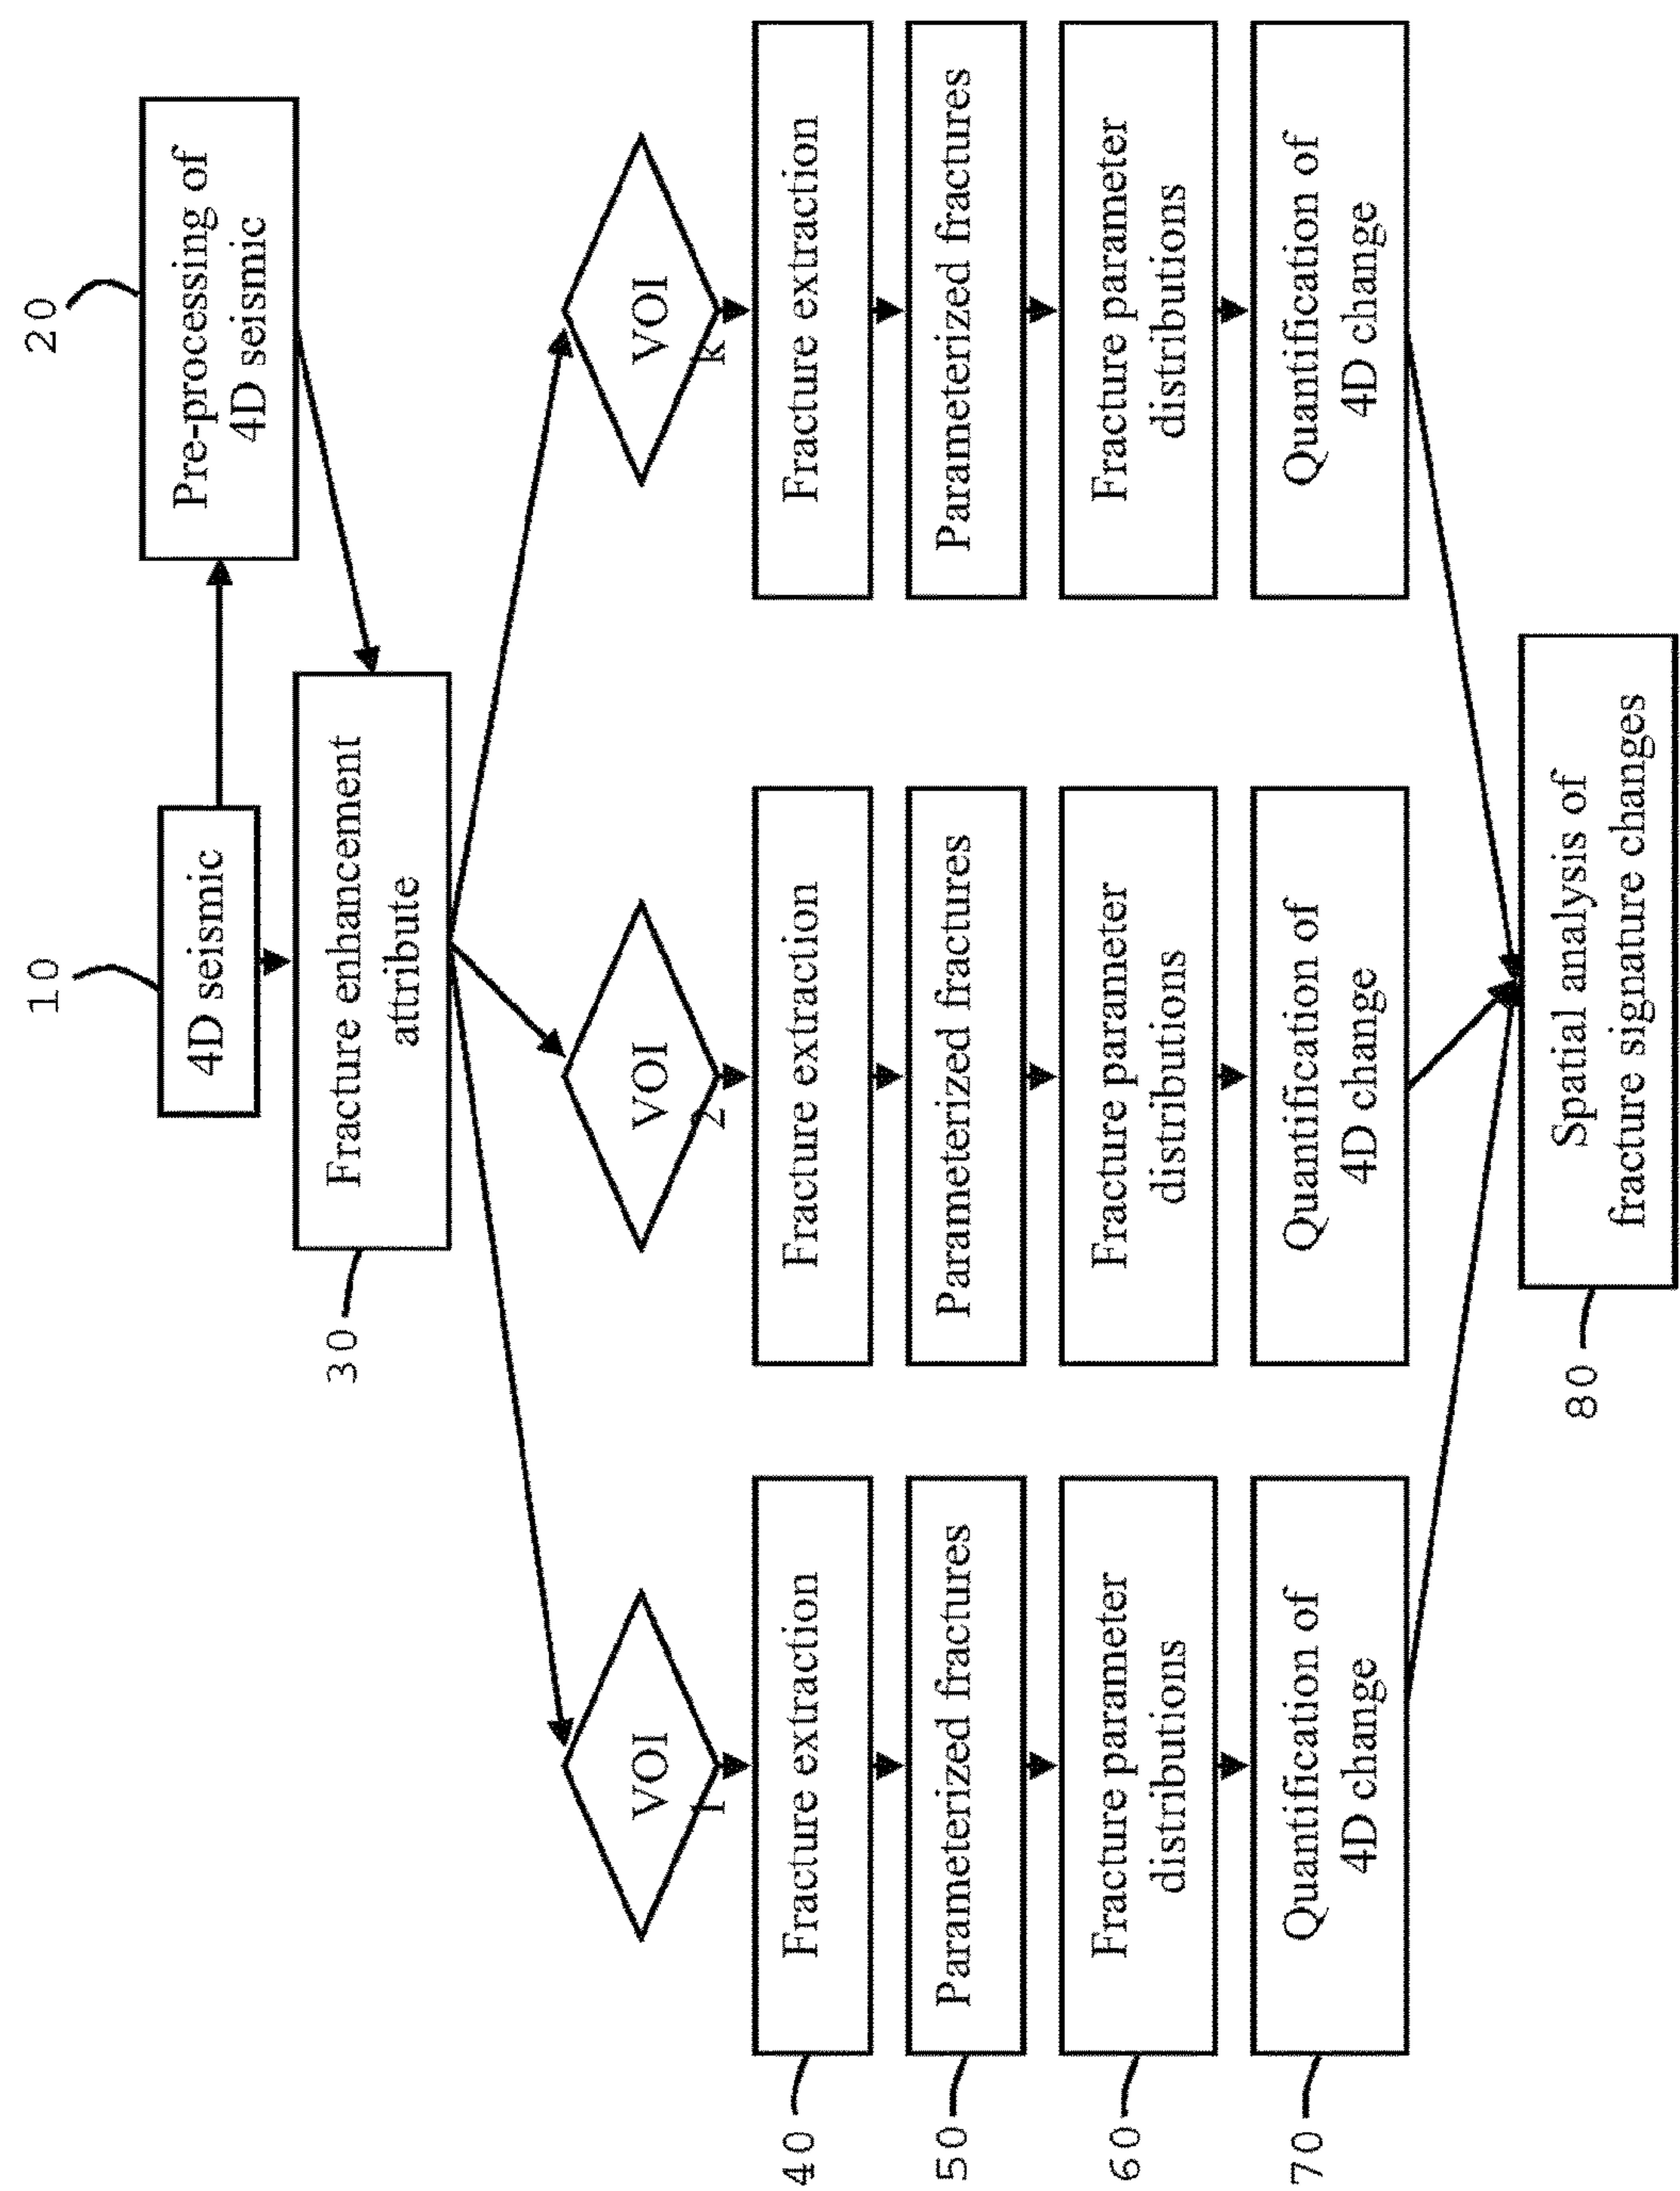 10
4D seismic
20
Pre-processing of
4D seismic
30
Fracture enhancement
attribute
VOI
1
VOI
2
VOI
k
40
Fracture extraction
Fracture extraction
Fracture extraction
50
Parameterized fractures
Parameterized fractures
Parameterized fractures
60
Fracture parameter
distributions
Fracture parameter
distributions
Fracture parameter
distributions
70
Quantification of
4D change
Quantification of
4D change
Quantification of
4D change
80
Spatial analysis of
fracture signature changes